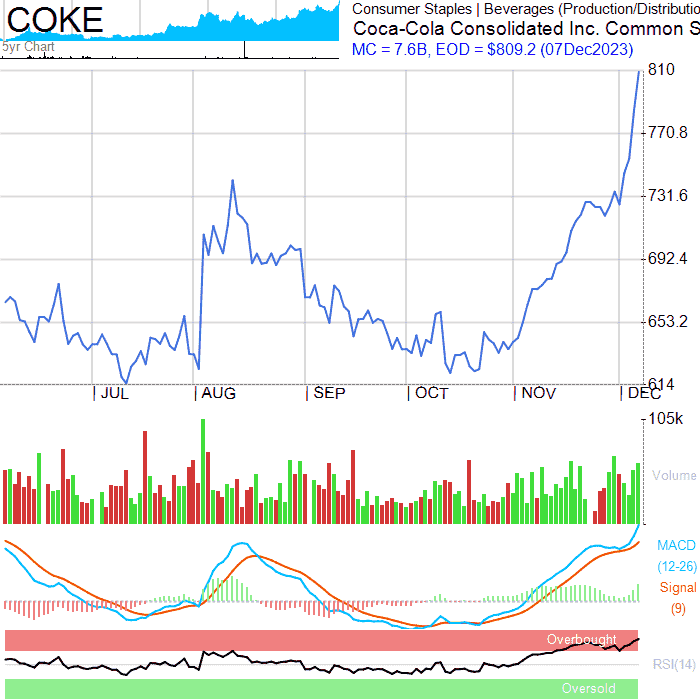 COKE
5yr Chart
Consumer Staples | Beverages (Production/Distributio
Coca-Cola Consolidated Inc. Common S
MC = 7.6B, EOD = $809.2 (07Dec2023)
810
770.8
731.6
692.4
653.2
614
JUL AUG SEP OCT NOV DEC
105k
Volume
MACD
(12-26)
Signal
(9)
Overbought
RSI(14)
Oversold